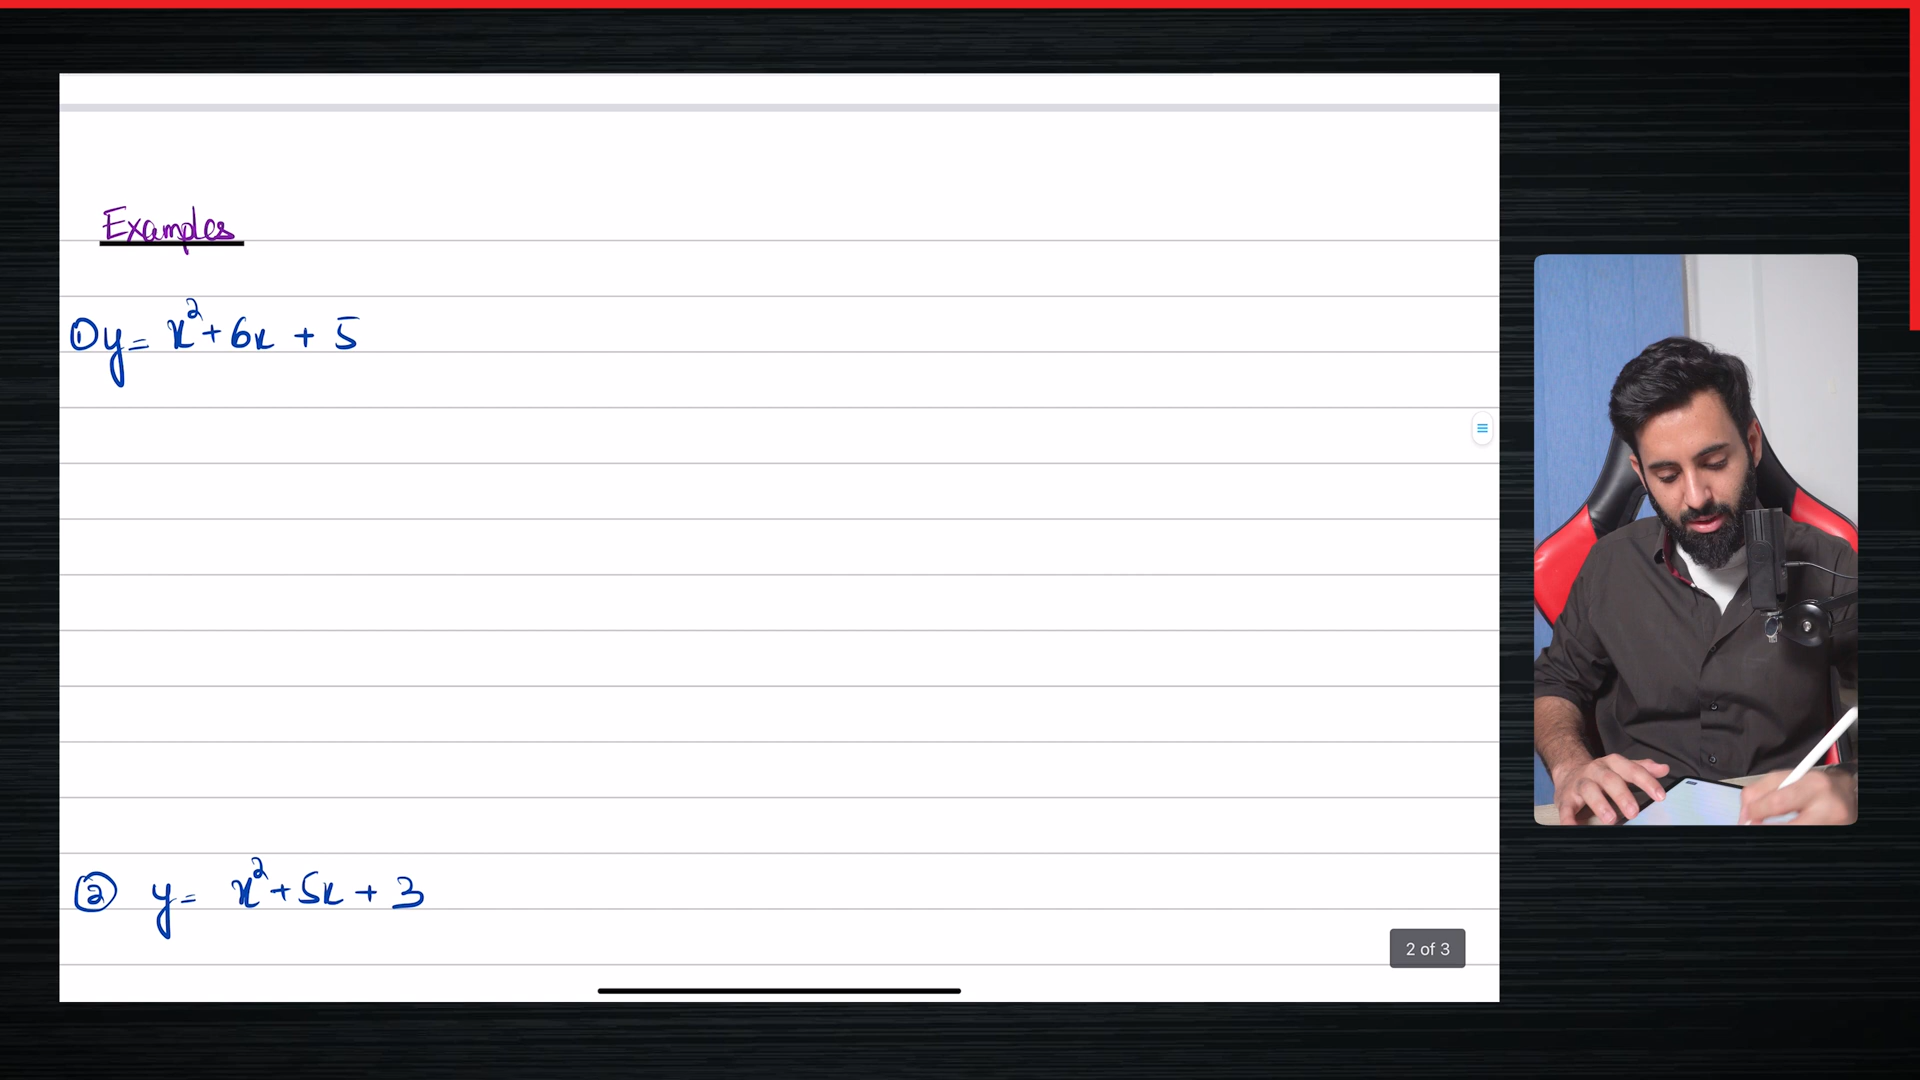 Examples
① y = x² + 6x + 5
② y = x² + 5x + 3
2 of 3